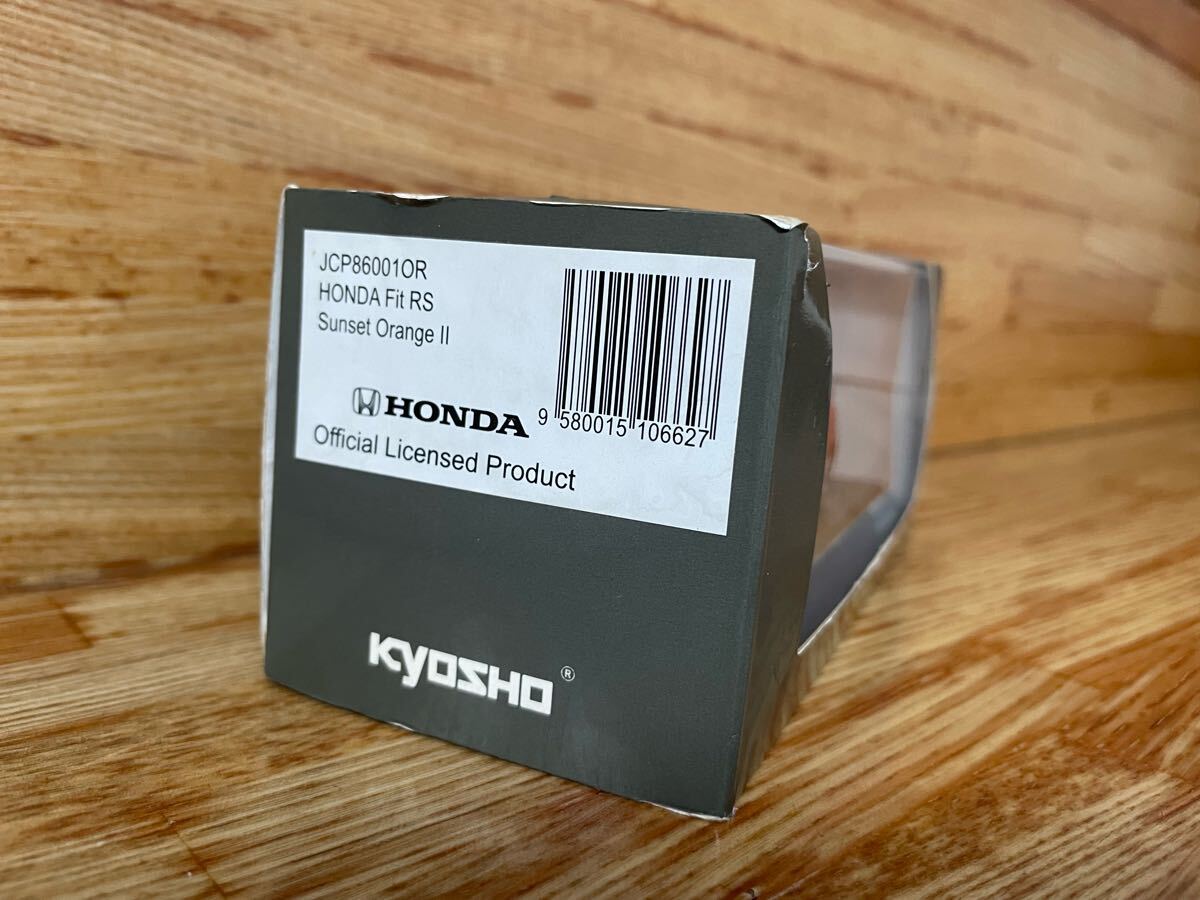 JCP86001OR
HONDA Fit RS
Sunset Orange II
HONDA
9 580015 106627
Official Licensed Product
KYOSHO ®